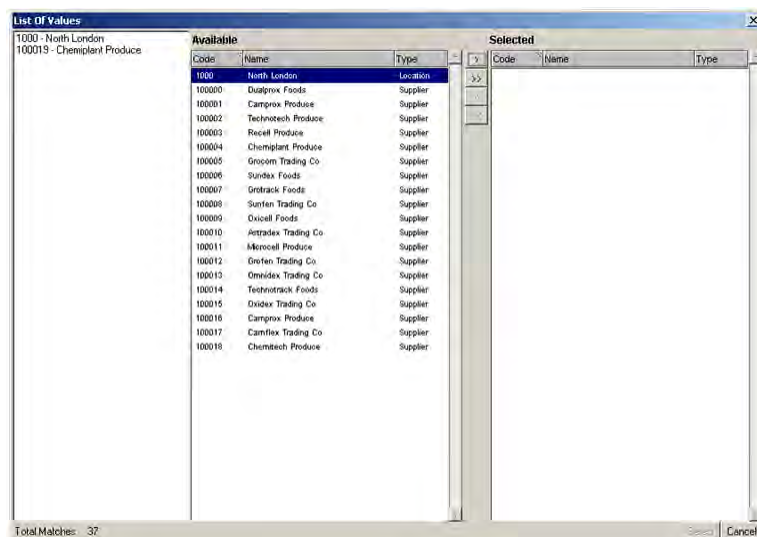 List Of Values
1000 - North London
100019 - Chemiplant Produce
Available
Code Name Type
1000 North London Location
100000 Dualprox Foods Supplier
100001 Camprox Produce Supplier
100002 Technotech Produce Supplier
100003 Recell Produce Supplier
100004 Chemiplant Produce Supplier
100005 Grocom Trading Co Supplier
100006 Sundex Foods Supplier
100007 Grotrack Foods Supplier
100008 Sunfen Trading Co Supplier
100009 Oxicell Foods Supplier
100010 Astradex Trading Co Supplier
100011 Microcell Produce Supplier
100012 Grofen Trading Co Supplier
100013 Omnidex Trading Co Supplier
100014 Technotrack Foods Supplier
100015 Oxidex Trading Co Supplier
100016 Camprox Produce Supplier
100017 Camflex Trading Co Supplier
100018 Chemitech Produce Supplier
>
>>
Selected
Code Name Type
Total Matches 37
Select Cancel